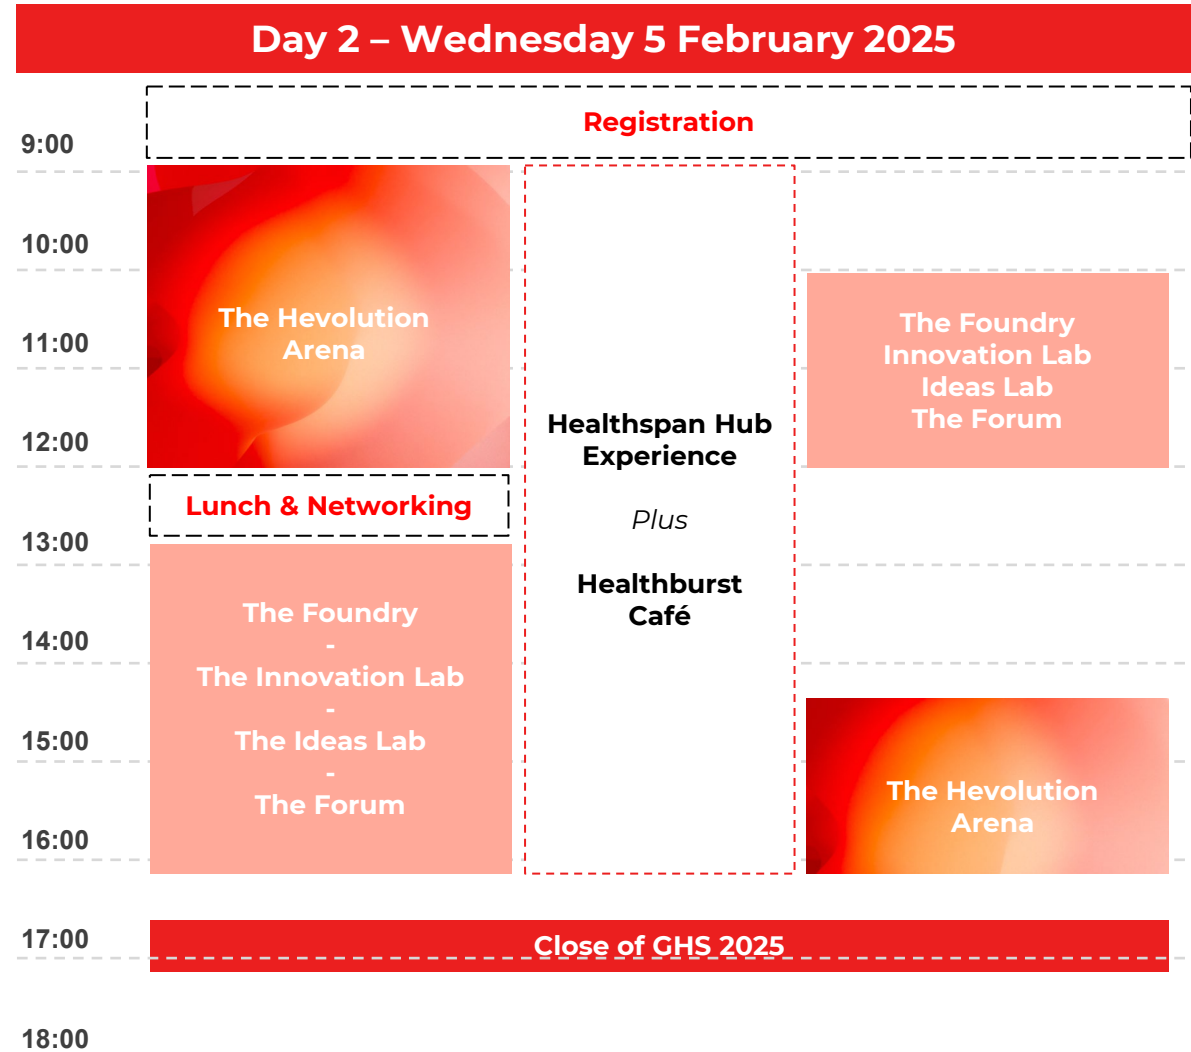 Day 2 – Wednesday 5 February 2025
Registration
9:00
10:00
11:00
12:00
13:00
14:00
15:00
16:00
17:00
18:00
The Hevolution
Arena
Lunch & Networking
The Foundry
-
The Innovation Lab
-
The Ideas Lab
-
The Forum
Healthspan Hub
Experience
Plus
Healthburst
Café
The Foundry
Innovation Lab
Ideas Lab
The Forum
The Hevolution
Arena
Close of GHS 2025